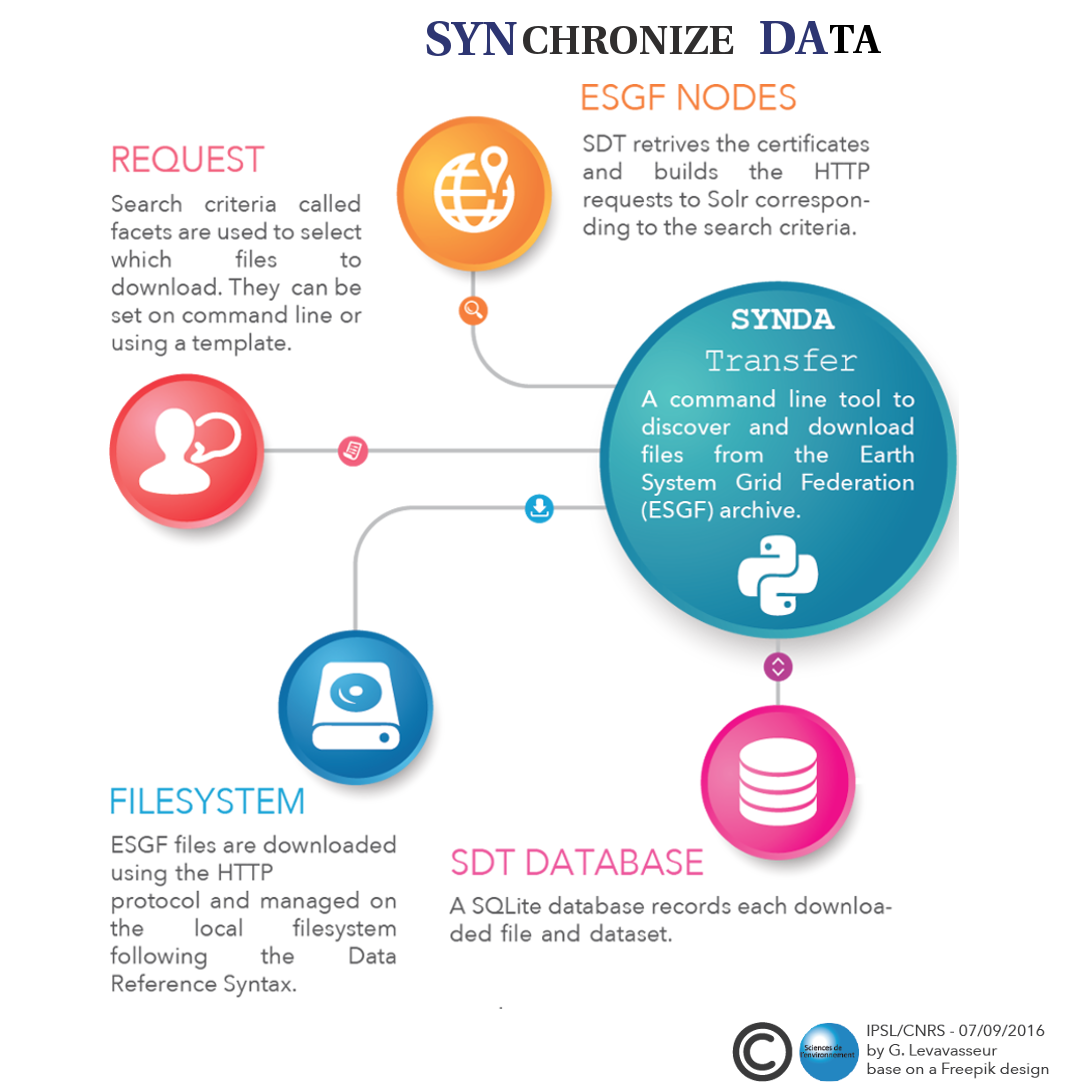 SYNCHRONIZE DATA
ESGF NODES
SDT retrives the certificates
and builds the HTTP
requests to Solr correspon-
ding to the search criteria.
REQUEST
Search criteria called
facets are used to select
which files to
download. They can be
set on command line or
using a template.
SYNDA
Transfer
A command line tool to
discover and download
files from the Earth
System Grid Federation
(ESGF) archive.
FILESYSTEM
ESGF files are downloaded
using the HTTP
protocol and managed on
the local filesystem
following the Data
Reference Syntax.
SDT DATABASE
A SQLite database records each downloa-
ded file and dataset.
.
©
Sciences de
l'environnement
IPSL/CNRS - 07/09/2016
by G. Levavasseur
base on a Freepik design